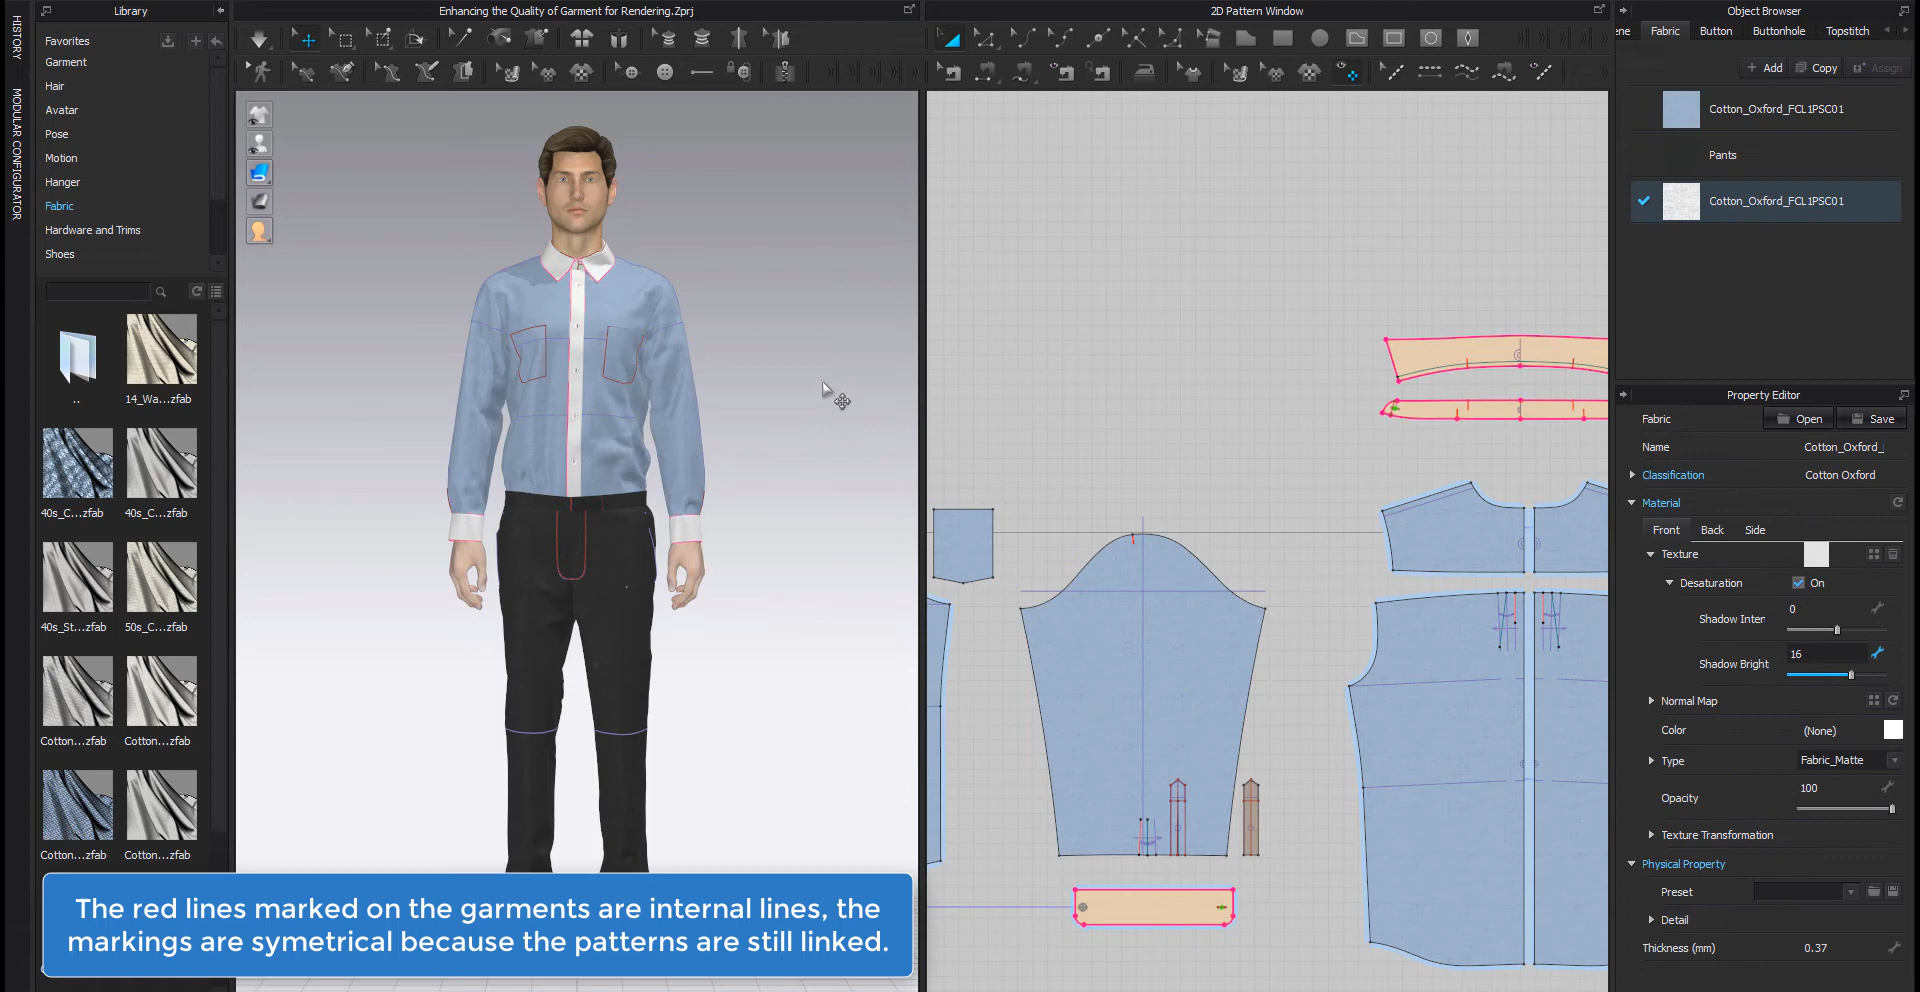 HISTORY
MODULAR CONFIGURATOR
Library
Favorites
Garment
Hair
Avatar
Pose
Motion
Hanger
Fabric
Hardware and Trims
Shoes
..
14_Wa...zfab
40s_C...zfab
40s_C...zfab
40s_St...zfab
50s_C...zfab
Cotton...zfab
Cotton...zfab
Cotton...zfab
Cotton...zfab
Enhancing the Quality of Garment for Rendering.Zprj
2D Pattern Window
The red lines marked on the garments are internal lines, the
markings are symetrical because the patterns are still linked.
Object Browser
ene Fabric Button Buttonhole Topstitch
+ Add Copy Assign
Cotton_Oxford_FCL1PSC01
Pants
Cotton_Oxford_FCL1PSC01
Property Editor
Fabric Open Save
Name Cotton_Oxford_
Classification Cotton Oxford
Material
Front Back Side
Texture
Desaturation On
Shadow Inter 0
Shadow Bright 16
Normal Map
Color (None)
Type Fabric_Matte
Opacity 100
Texture Transformation
Physical Property
Preset
Detail
Thickness (mm) 0.37